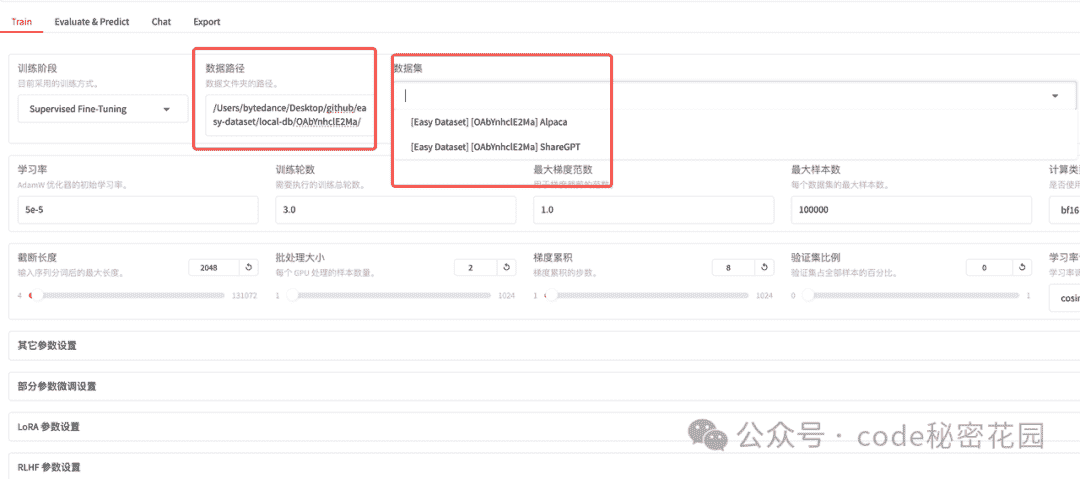 Train Evaluate & Predict Chat Export
训练阶段
目前采用的训练方式。
Supervised Fine-Tuning
数据路径
数据文件夹的路径。
/Users/bytedance/Desktop/github/ea
sy-dataset/local-db/OAbYnhclE2Ma/
数据集
[Easy Dataset] [OAbYnhclE2Ma] Alpaca
[Easy Dataset] [OAbYnhclE2Ma] ShareGPT
学习率
AdamW 优化器的初始学习率。
5e-5
训练轮数
需要执行的训练总轮数。
3.0
最大梯度范数
1.0
最大样本数
每个数据集的最大样本数。
100000
计算类
是否使用
bf16
截断长度
输入序列分词后的最大长度。
2048
4 131072
批处理大小
每个 GPU 处理的样本数量。
2
1 1024
梯度累积
梯度累积的步数。
8
1 1024
验证集比例
验证集占全部样本的百分比。
0
0 1
学习率
学习率
cosin
其它参数设置
部分参数微调设置
LoRA 参数设置
RLHF 参数设置
公众号 · code秘密花园